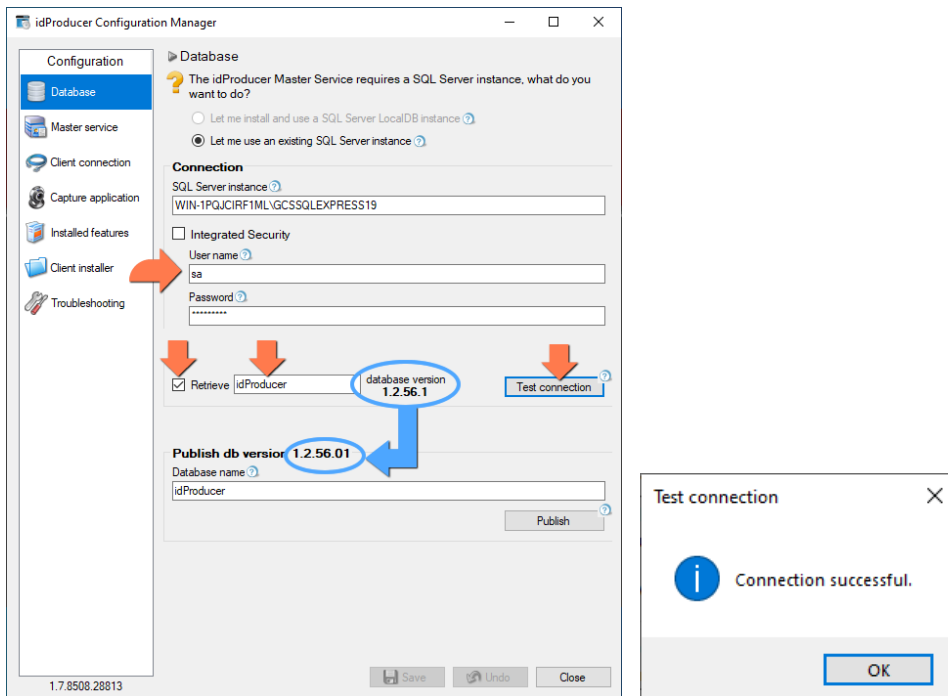 idProducer Configuration Manager
Configuration
Database
Master service
Client connection
Capture application
Installed features
Client installer
Troubleshooting
1.7.8508.28813
Database
The idProducer Master Service requires a SQL Server instance, what do you
want to do?
Let me install and use a SQL Server LocalDB instance
Let me use an existing SQL Server instance
Connection
SQL Server instance
WIN-1PQJCIRF1ML\GCSSQLEXPRESS19
Integrated Security
User name
sa
Password
*********
Retrieve idProducer database version
1.2.56.1
Test connection
Publish db version 1.2.56.01
Database name
idProducer
Publish
Save Undo Close
Test connection
Connection successful.
OK